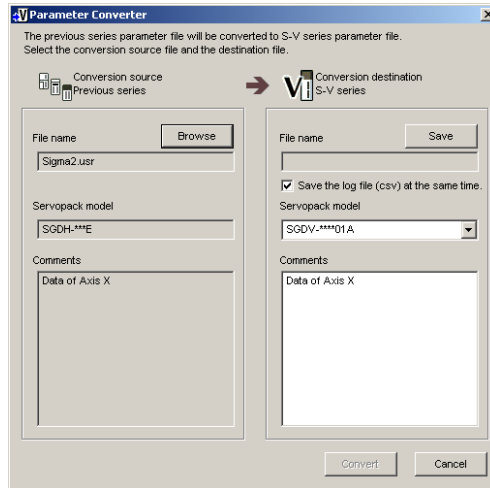 Parameter Converter
The previous series parameter file will be converted to S-V series parameter file.
Select the conversion source file and the destination file.
Conversion source
Previous series
Conversion destination
S-V series
File name
Browse
Sigma2.usr
Servopack model
SGDH-***E
Comments
Data of Axis X
File name
Save
Save the log file (csv) at the same time.
Servopack model
SGDV-****01A
Comments
Data of Axis X
Convert
Cancel